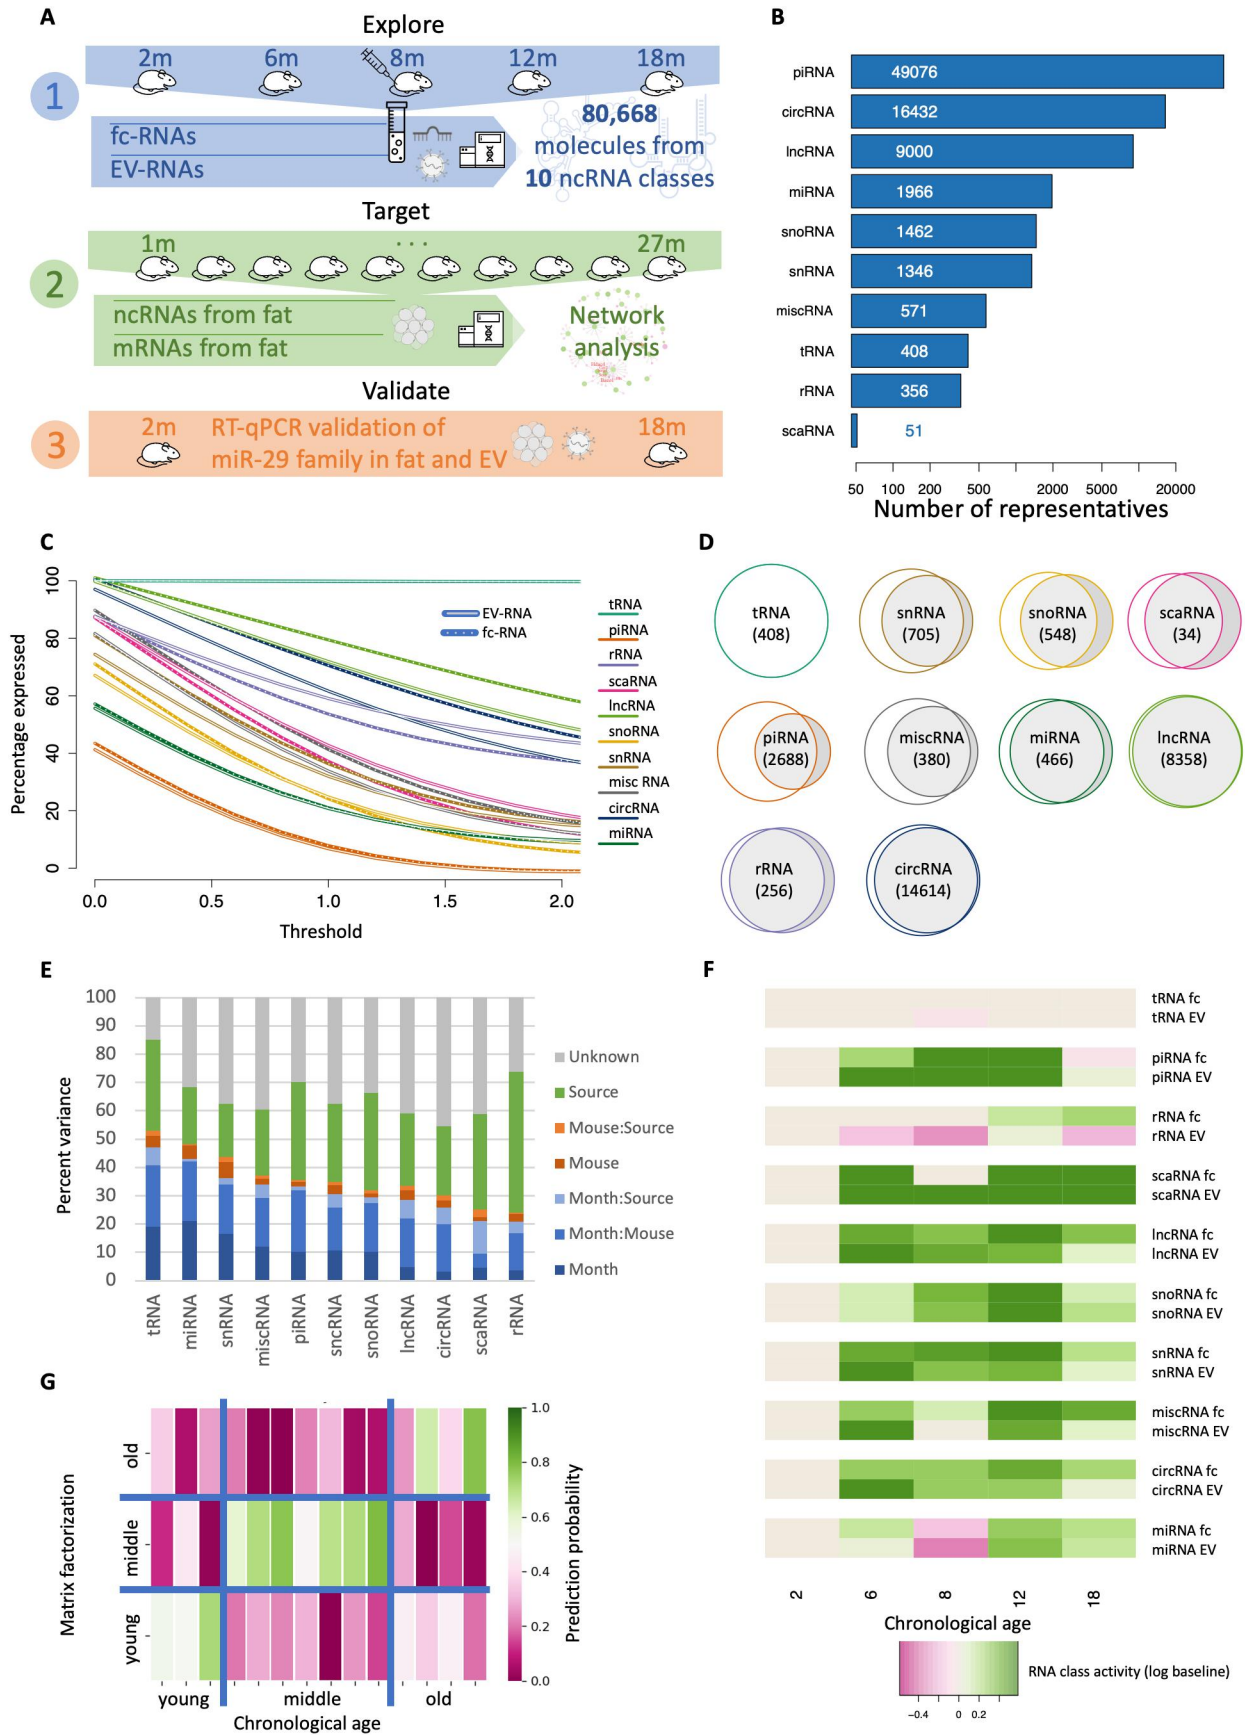 A
Explore
2m 6m 8m 12m 18m
1
fc-RNAs
EV-RNAs
80,668
molecules from
10 ncRNA classes
Target
1m ... 27m
2
ncRNAs from fat
mRNAs from fat
Network
analysis
Validate
3
2m
RT-qPCR validation of
miR-29 family in fat and EV
18m
B
piRNA 49076
circRNA 16432
lncRNA 9000
miRNA 1966
snoRNA 1462
snRNA 1346
miscRNA 571
tRNA 408
rRNA 356
scaRNA 51
50 100 200 500 2000 5000 20000
Number of representatives
C
Percentage expressed
100
80
60
40
20
0
0.0 0.5 1.0 1.5 2.0
Threshold
EV-RNA
fc-RNA
tRNA
piRNA
rRNA
scaRNA
lncRNA
snoRNA
snRNA
misc RNA
circRNA
miRNA
D
tRNA
(408)
snRNA
(705)
snoRNA
(548)
scaRNA
(34)
piRNA
(2688)
miscRNA
(380)
miRNA
(466)
lncRNA
(8358)
rRNA
(256)
circRNA
(14614)
E
Percent variance
100
90
80
70
60
50
40
30
20
10
0
tRNA miRNA snRNA miscRNA piRNA sncRNA snoRNA lncRNA circRNA scaRNA rRNA
Unknown
Source
Mouse:Source
Mouse
Month:Source
Month:Mouse
Month
F
tRNA fc
tRNA EV
piRNA fc
piRNA EV
rRNA fc
rRNA EV
scaRNA fc
scaRNA EV
lncRNA fc
lncRNA EV
snoRNA fc
snoRNA EV
snRNA fc
snRNA EV
miscRNA fc
miscRNA EV
circRNA fc
circRNA EV
miRNA fc
miRNA EV
2 6 8 12 18
Chronological age
RNA class activity (log baseline)
−0.4 0 0.2
G
Matrix factorization
old
middle
young
young middle old
Chronological age
1.0
0.8
0.6
0.4
0.2
0.0
Prediction probability